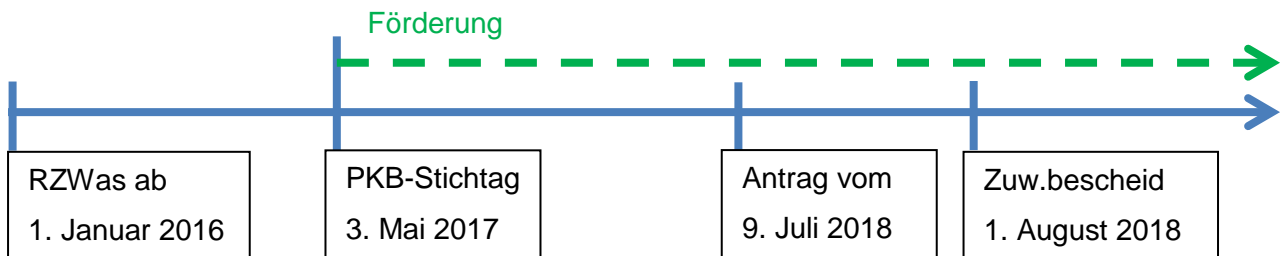 Förderung
RZWas ab
1. Januar 2016
PKB-Stichtag
3. Mai 2017
Antrag vom
9. Juli 2018
Zuw.bescheid
1. August 2018